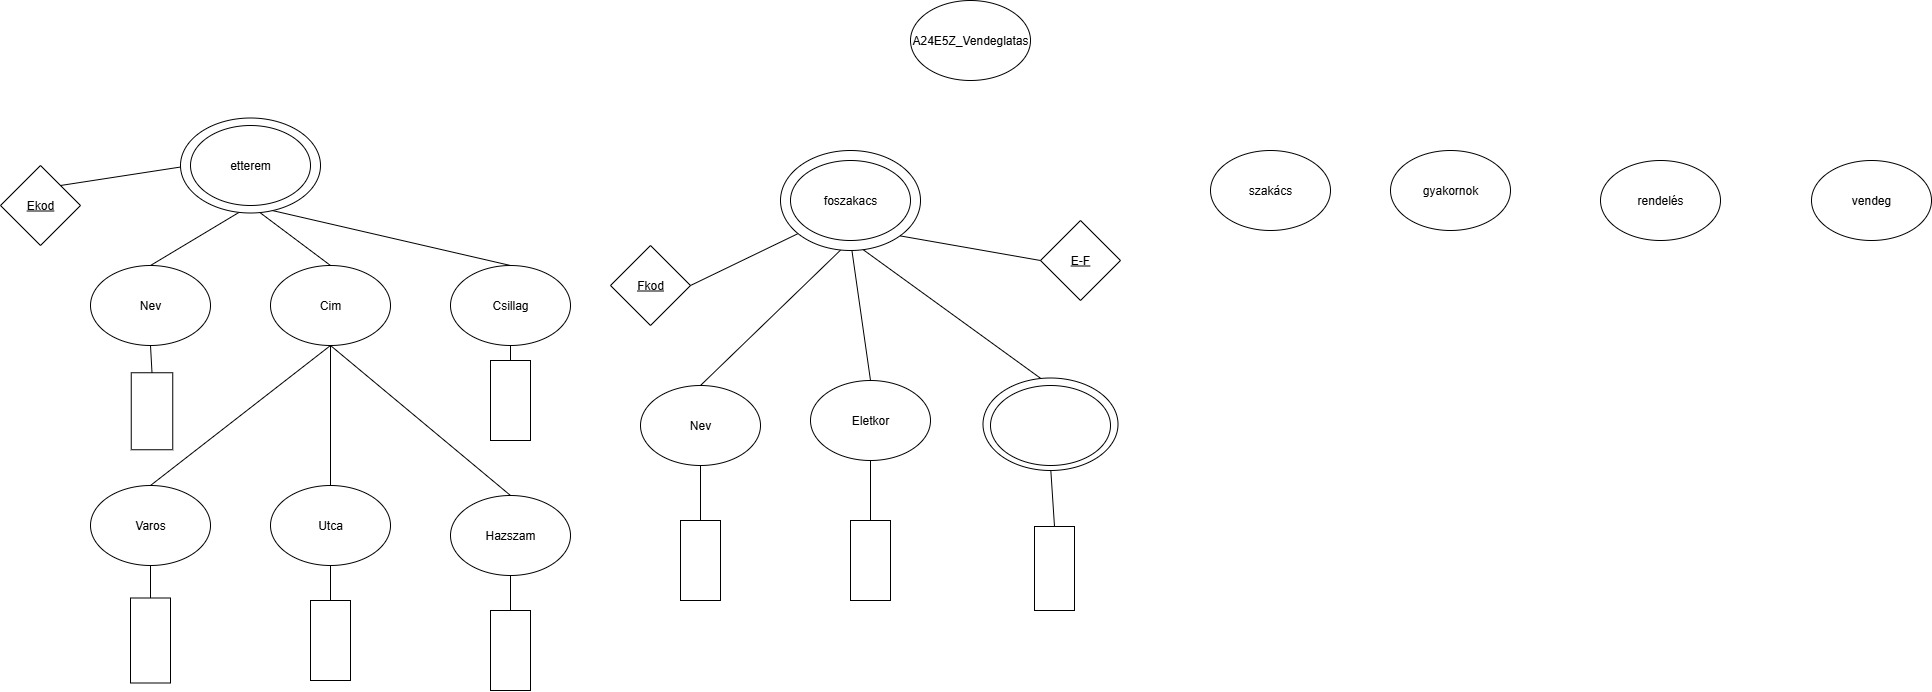 A24E5Z_Vendeglatas
etterem
Ekod
foszakacs
szakács
gyakornok
rendelés
vendeg
Fkod
E-F
Nev
Cim
Csillag
Nev
Eletkor
Varos
Utca
Hazszam